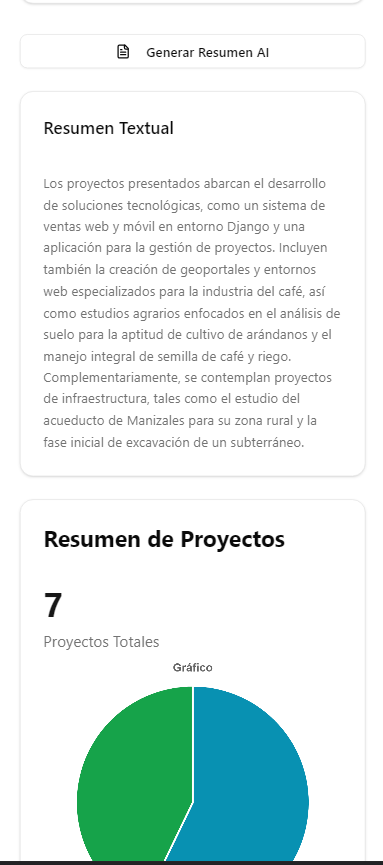 Generar Resumen AI
Resumen Textual
Los proyectos presentados abarcan el desarrollo
de soluciones tecnológicas, como un sistema de
ventas web y móvil en entorno Django y una
aplicación para la gestión de proyectos. Incluyen
también la creación de geoportales y entornos
web especializados para la industria del café, así
como estudios agrarios enfocados en el análisis de
suelo para la aptitud de cultivo de arándanos y el
manejo integral de semilla de café y riego.
Complementariamente, se contemplan proyectos
de infraestructura, tales como el estudio del
acueducto de Manizales para su zona rural y la
fase inicial de excavación de un subterráneo.
Resumen de Proyectos
7
Proyectos Totales
Gráfico